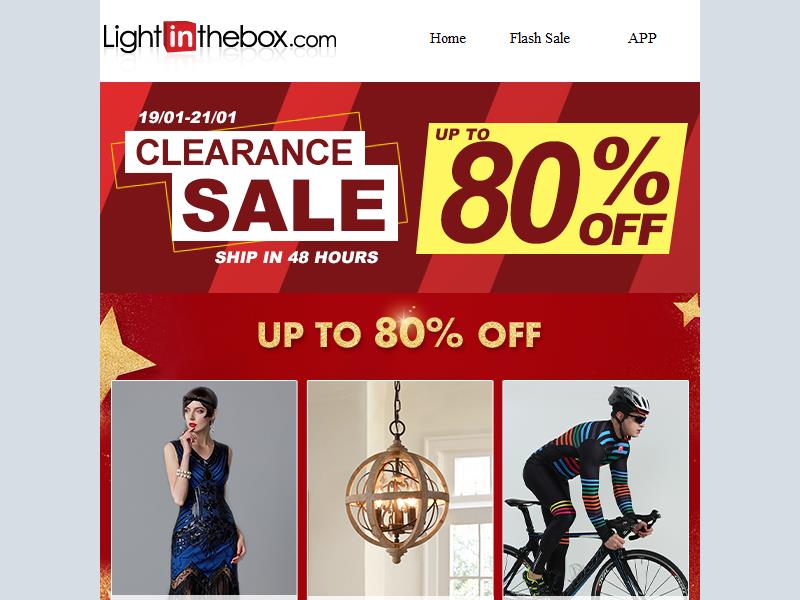 Lightinthebox.com
Home Flash Sale APP
19/01-21/01
CLEARANCE
SALE
SHIP IN 48 HOURS
UP TO
80%
OFF
UP TO 80% OFF